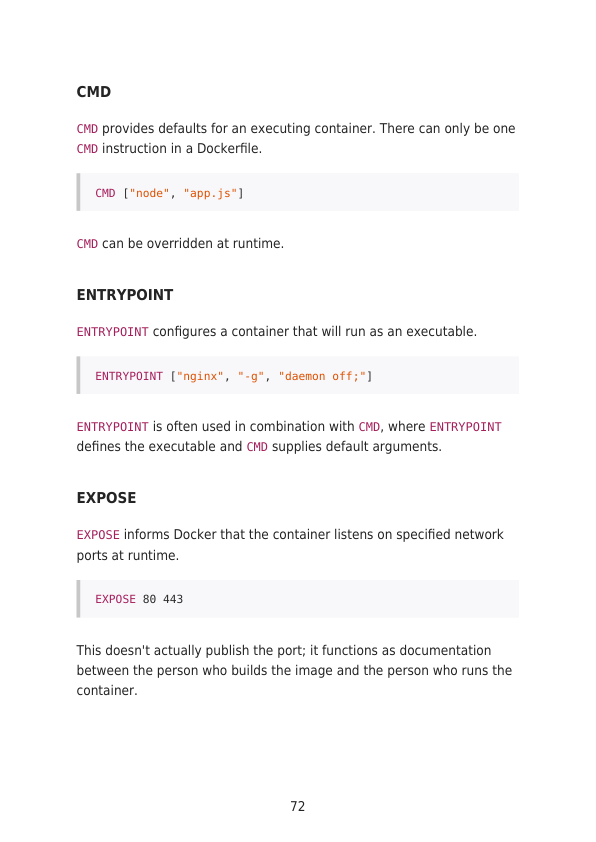 CMD
CMD provides defaults for an executing container. There can only be one
CMD instruction in a Dockerfile.
CMD ["node", "app.js"]
CMD can be overridden at runtime.
ENTRYPOINT
ENTRYPOINT configures a container that will run as an executable.
ENTRYPOINT ["nginx", "-g", "daemon off;"]
ENTRYPOINT is often used in combination with CMD, where ENTRYPOINT
defines the executable and CMD supplies default arguments.
EXPOSE
EXPOSE informs Docker that the container listens on specified network
ports at runtime.
EXPOSE 80 443
This doesn't actually publish the port; it functions as documentation
between the person who builds the image and the person who runs the
container.
72